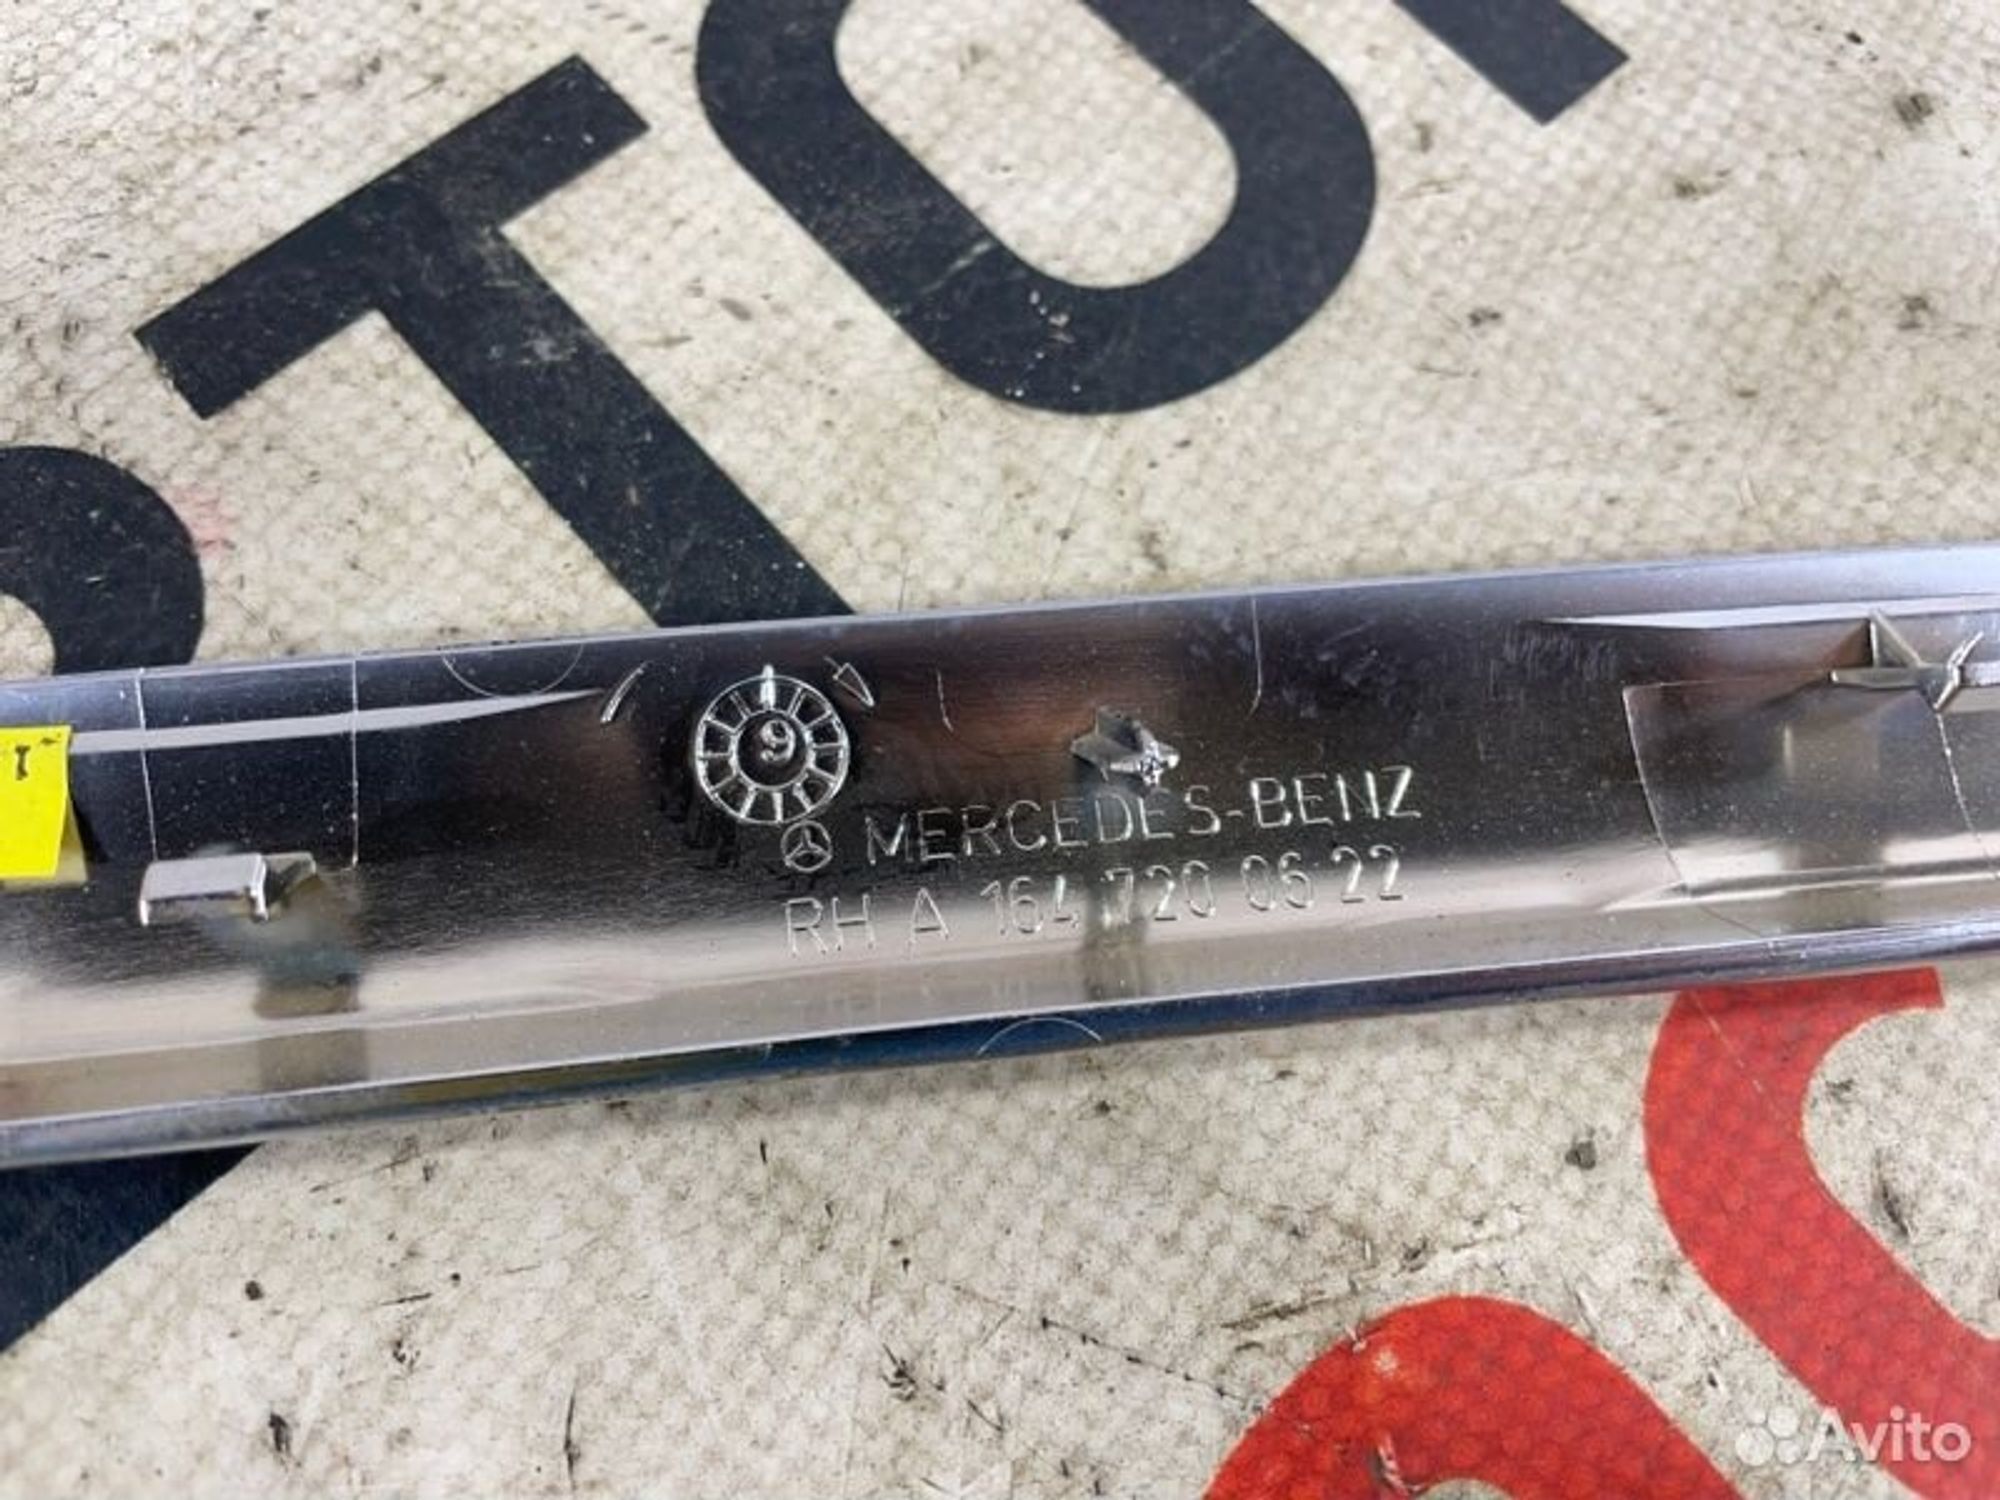 9
MERCEDES-BENZ
RH A 164 720 06 22
Avito